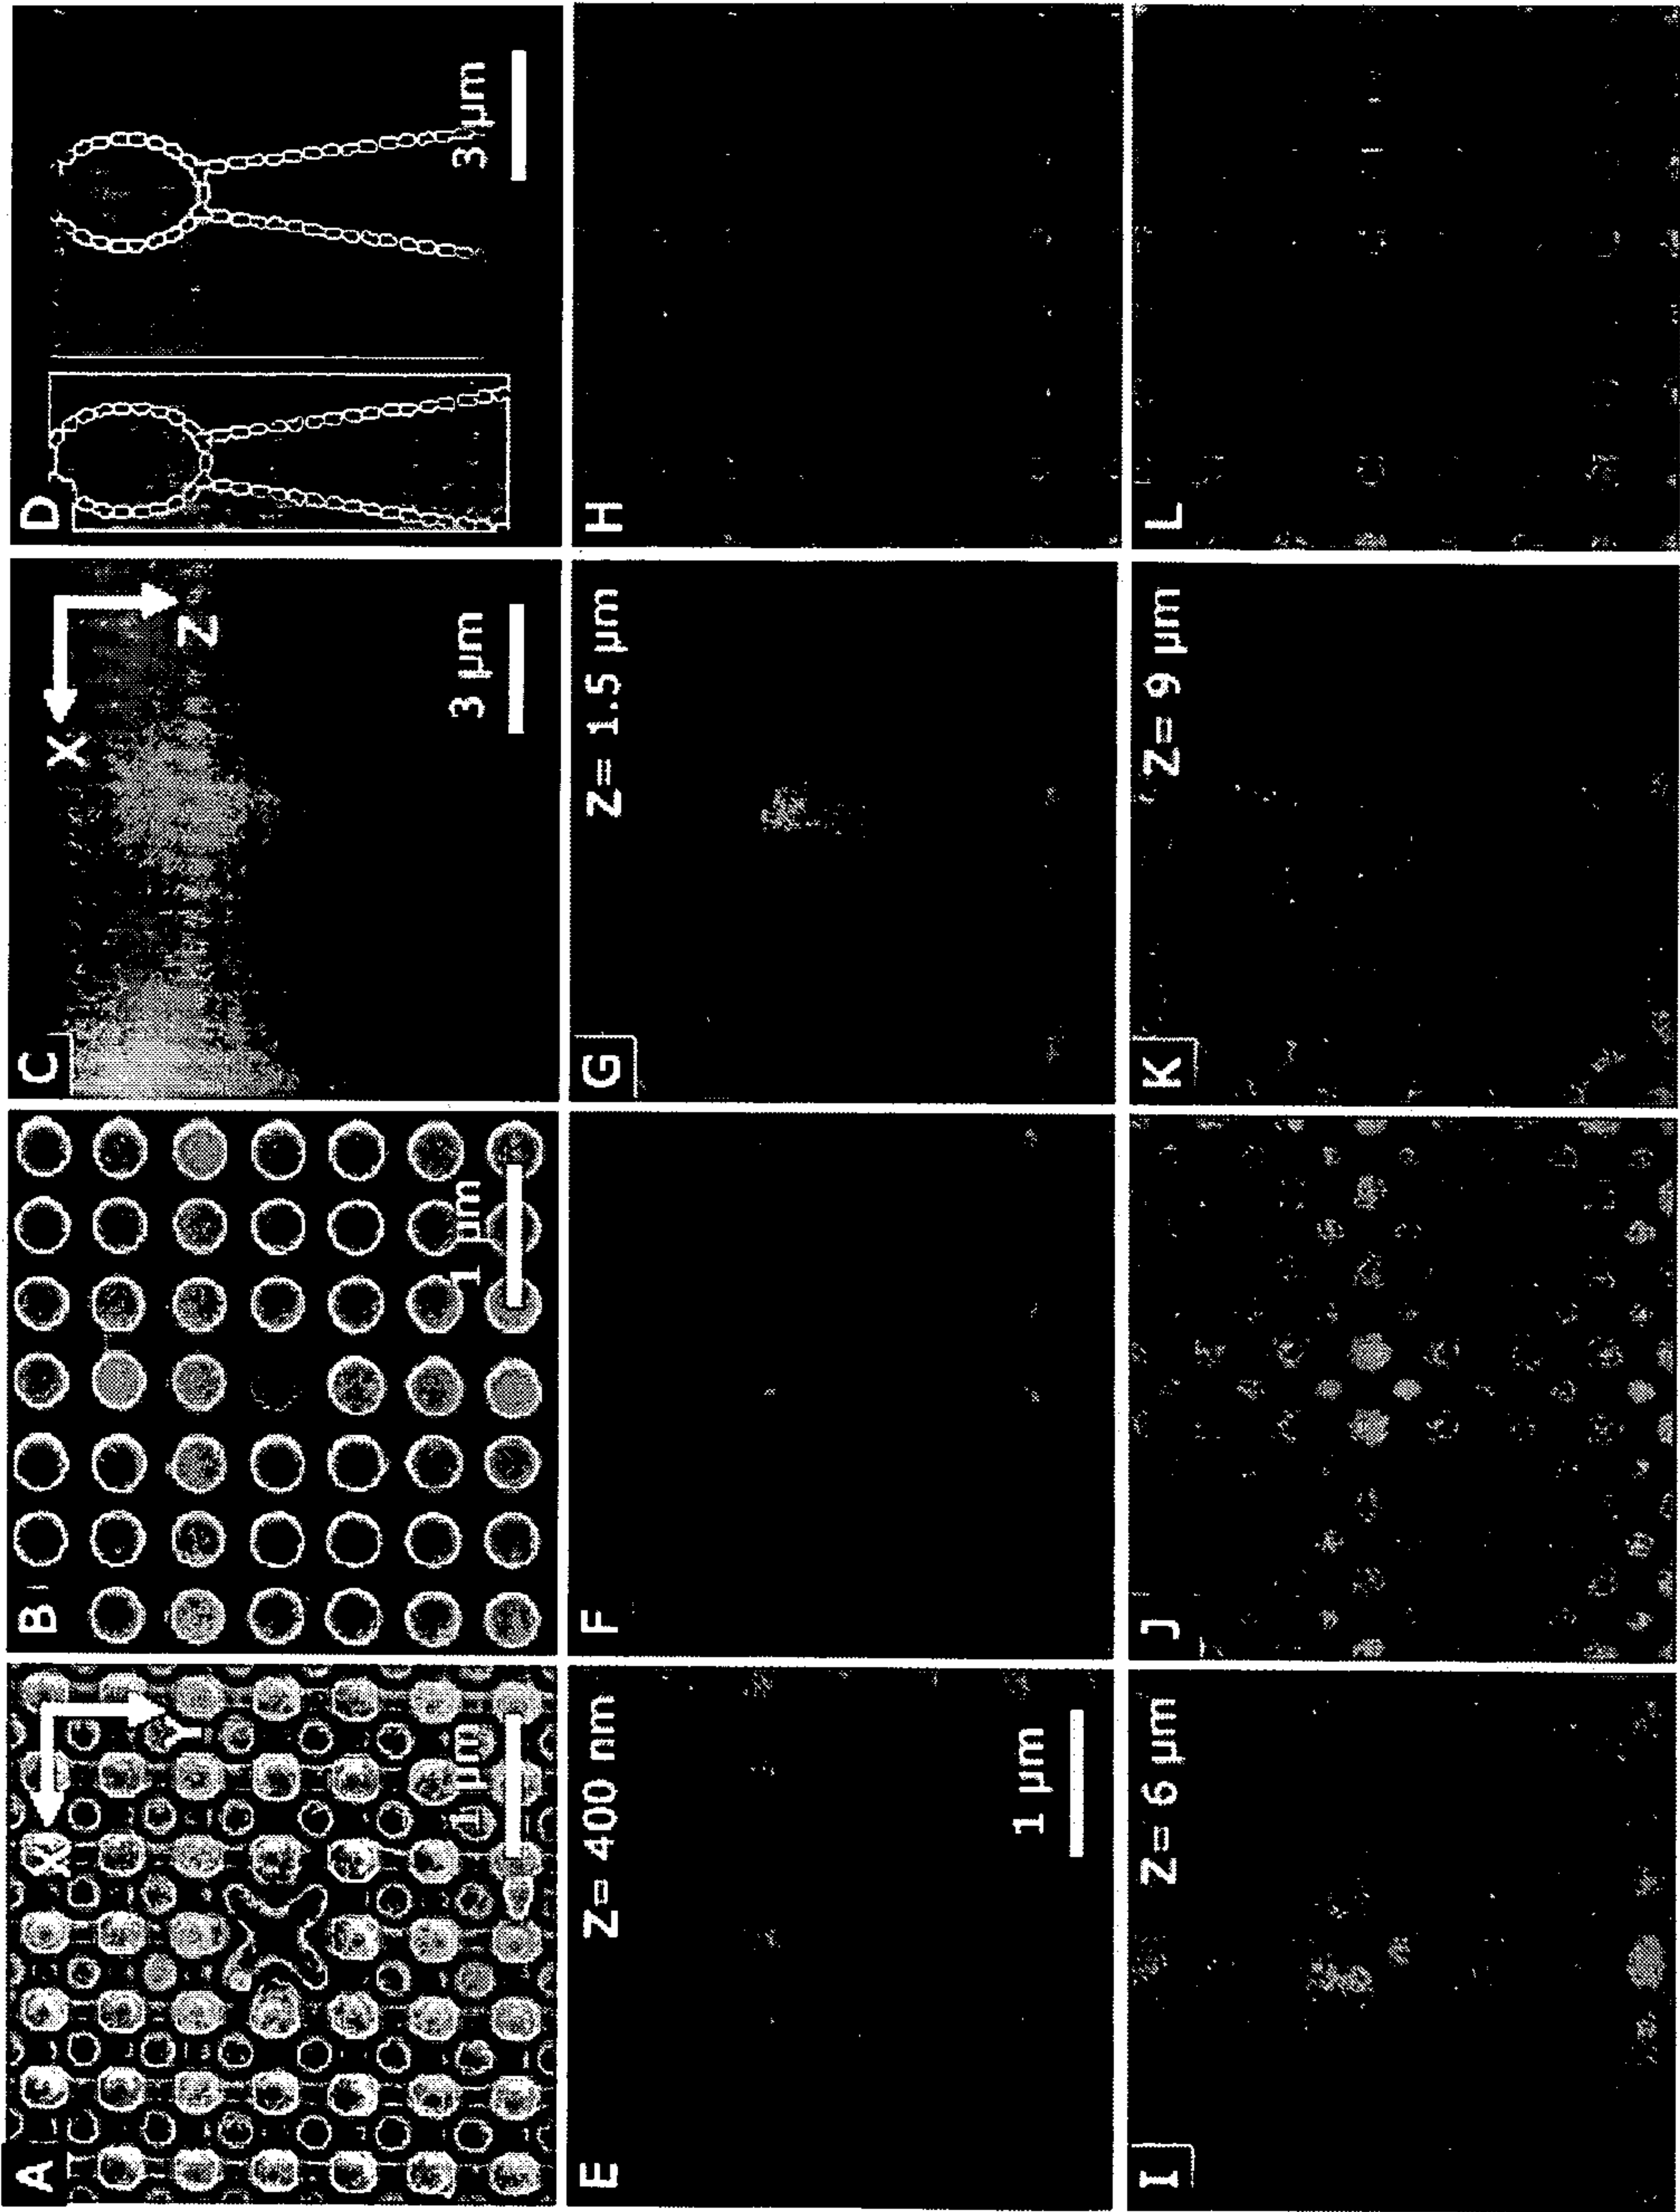 A
X
Y
1 µm
B
1 µm
C
X
Z
3 µm
D
3 µm
E
Z= 400 nm
1 µm
F
G
Z= 1.5 µm
H
I
Z= 6 µm
J
K
Z= 9 µm
L